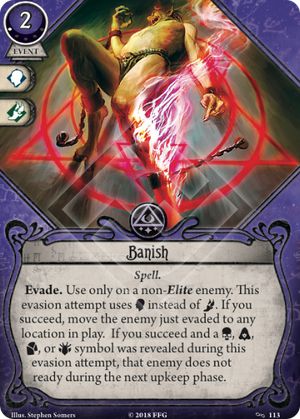 2
EVENT
Banish
Spell.
Evade. Use only on a non-Elite enemy. This
evasion attempt uses instead of . If you
succeed, move the enemy just evaded to any
location in play. If you succeed and a , ,
, or symbol was revealed during this
evasion attempt, that enemy does not
ready during the next upkeep phase.
Illus. Stephen Somers © 2018 FFG 113